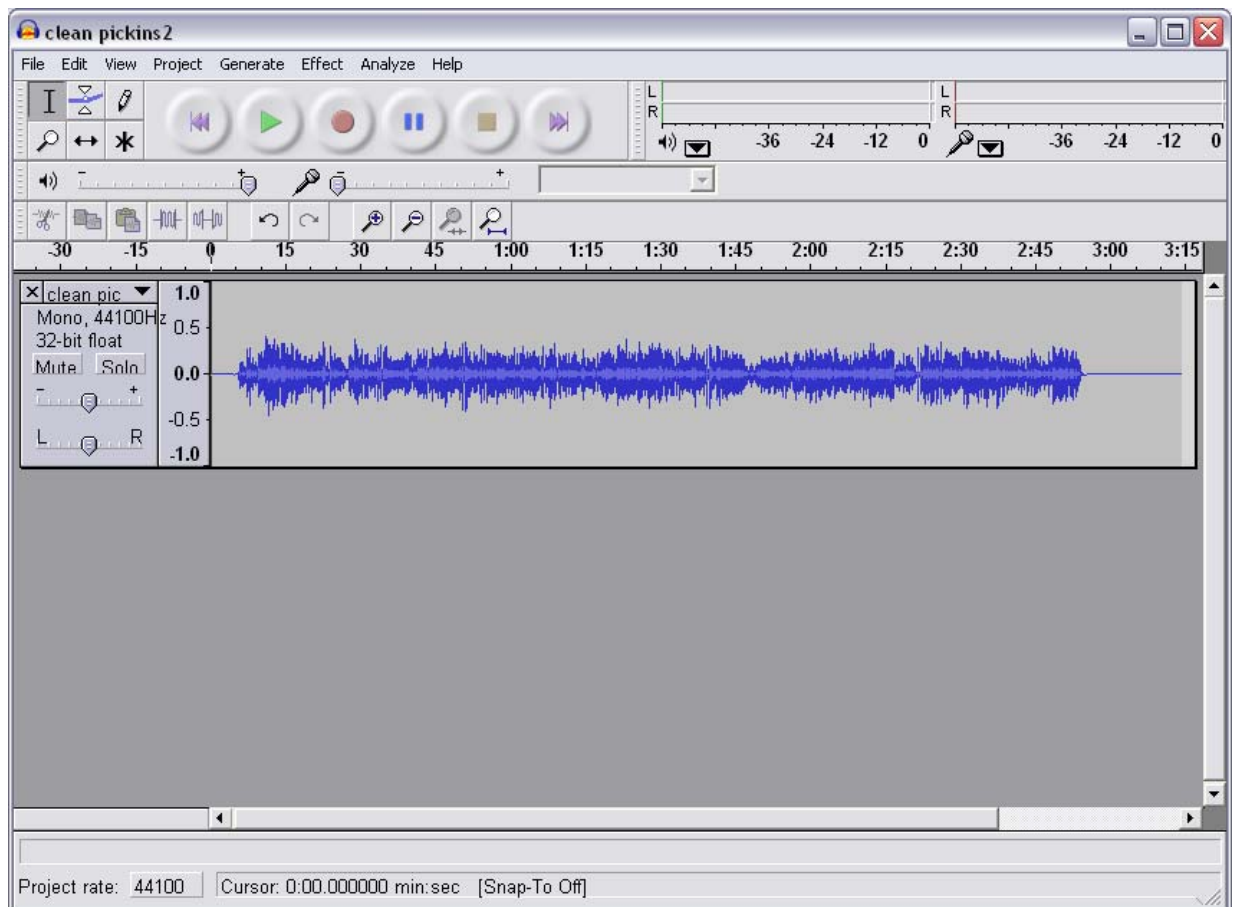 clean pickins2
File Edit View Project Generate Effect Analyze Help
L
R
-36 -24 -12 0
L
R
-36 -24 -12 0
- +
- +
-30 -15 0 15 30 45 1:00 1:15 1:30 1:45 2:00 2:15 2:30 2:45 3:00 3:15
clean pic
Mono, 44100Hz
32-bit float
Mute Solo
- +
L R
1.0
0.5
0.0
-0.5
-1.0
Project rate: 44100 Cursor: 0:00.000000 min:sec [Snap-To Off]